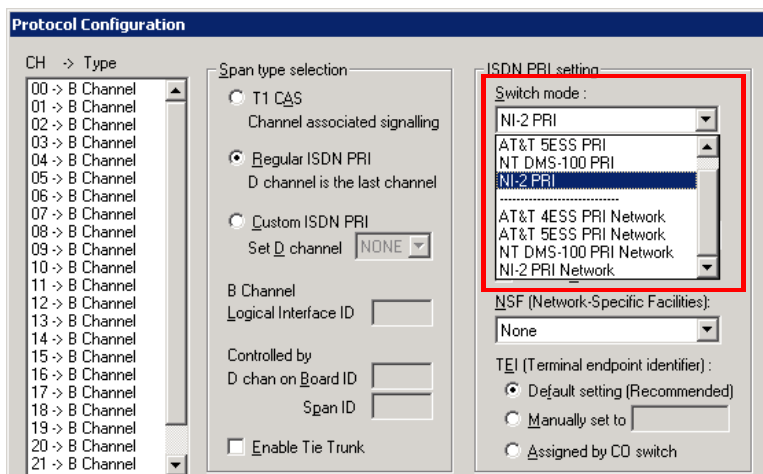 Protocol Configuration
CH -> Type
00 -> B Channel
01 -> B Channel
02 -> B Channel
03 -> B Channel
04 -> B Channel
05 -> B Channel
06 -> B Channel
07 -> B Channel
08 -> B Channel
09 -> B Channel
10 -> B Channel
11 -> B Channel
12 -> B Channel
13 -> B Channel
14 -> B Channel
15 -> B Channel
16 -> B Channel
17 -> B Channel
18 -> B Channel
19 -> B Channel
20 -> B Channel
21 -> B Channel
Span type selection
T1 CAS
Channel associated signalling
Regular ISDN PRI
D channel is the last channel
Custom ISDN PRI
Set D channel NONE
B Channel
Logical Interface ID
Controlled by
D chan on Board ID
Span ID
Enable Tie Trunk
ISDN PRI setting
Switch mode :
NI-2 PRI
AT&T 5ESS PRI
NT DMS-100 PRI
NI-2 PRI
----------------------------
AT&T 4ESS PRI Network
AT&T 5ESS PRI Network
NT DMS-100 PRI Network
NI-2 PRI Network
NSF (Network-Specific Facilities):
None
TEI (Terminal endpoint identifier) :
Default setting (Recommended)
Manually set to
Assigned by CO switch